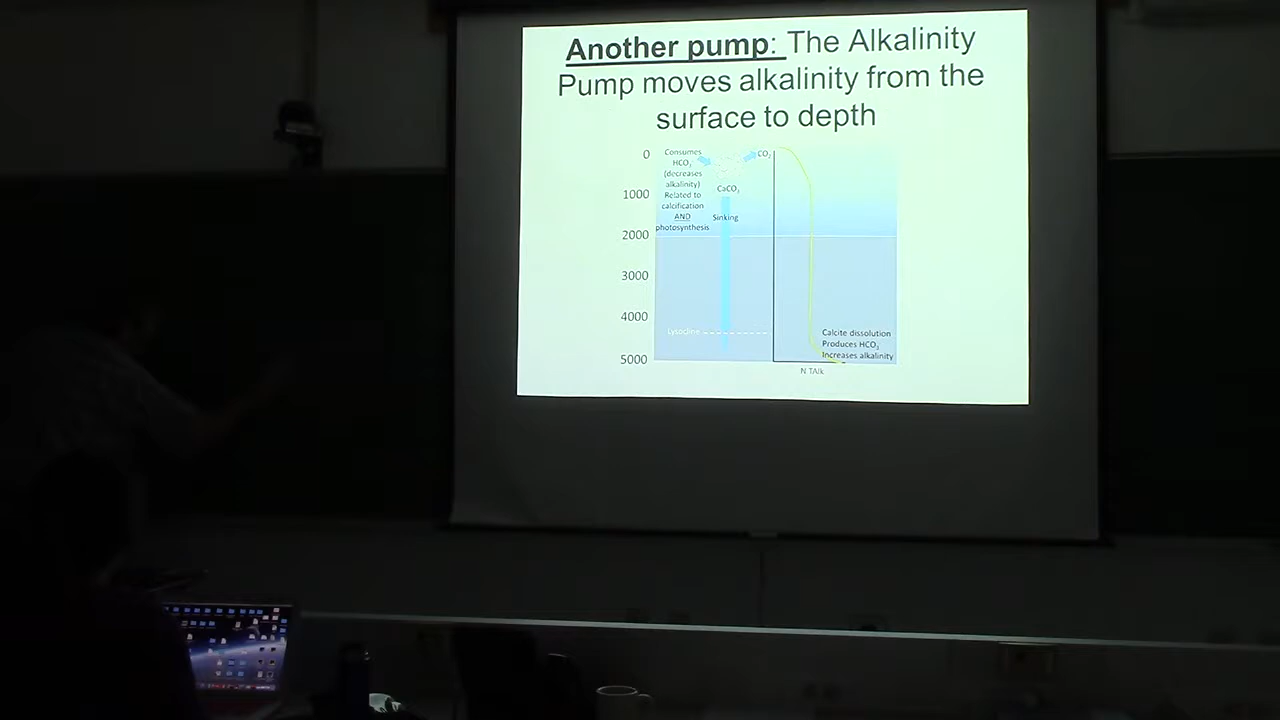 Another pump: The Alkalinity
Pump moves alkalinity from the
surface to depth
0
1000
2000
3000
4000
5000
Consumes
HCO3-
(decreases
alkalinity)
Related to
calcification
AND
photosynthesis
CO2
CaCO3
Sinking
Lysocline
Calcite dissolution
Produces HCO3-
Increases alkalinity
N TAlk